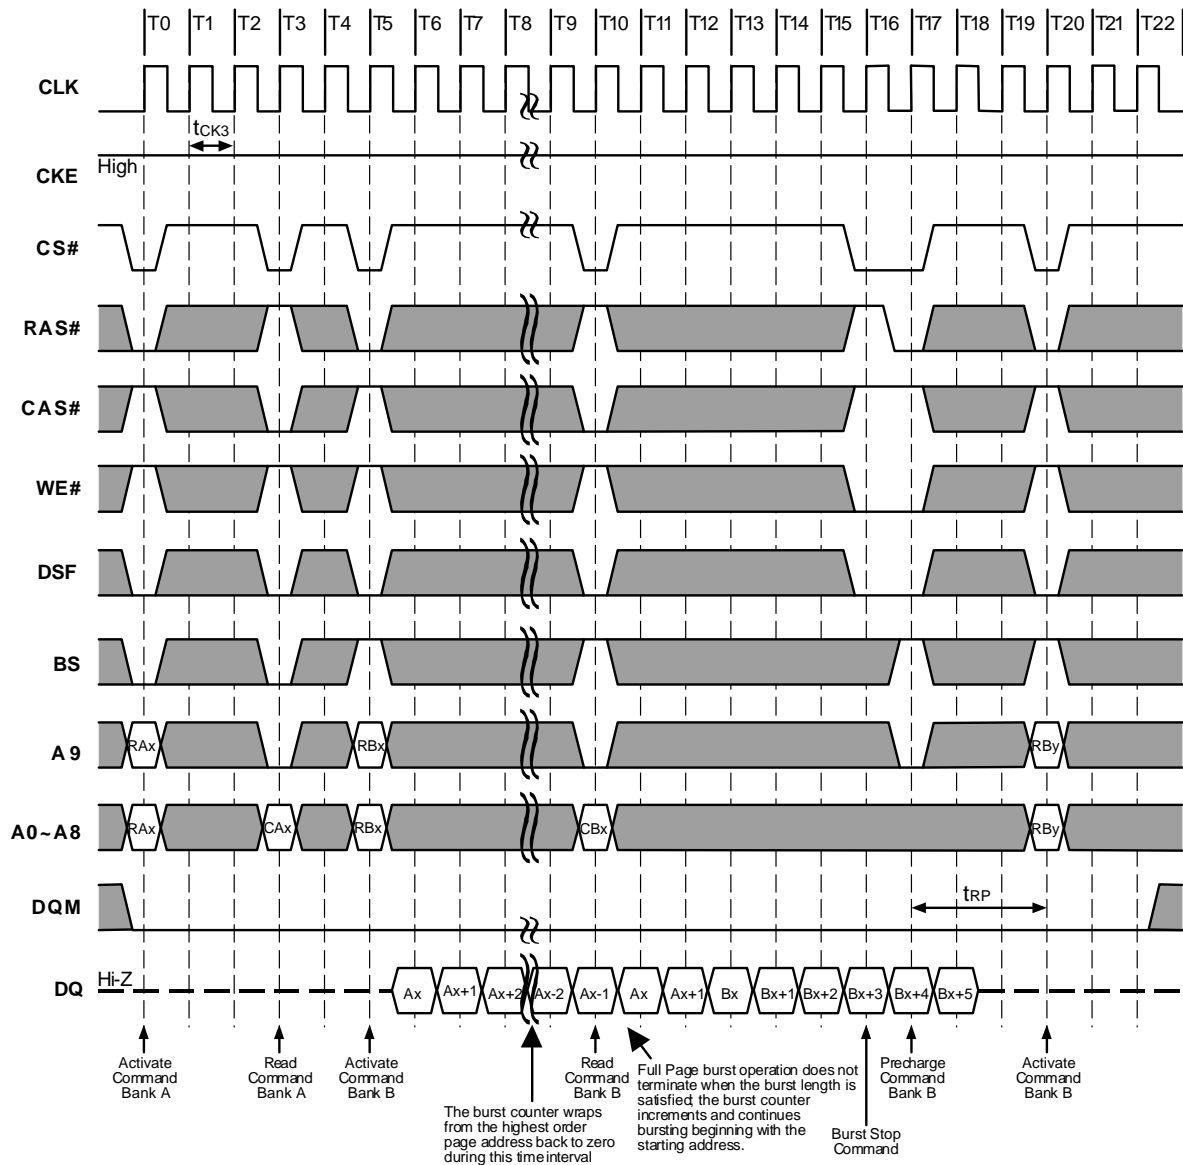 T0 T1 T2 T3 T4 T5 T6 T7 T8 T9 T10 T11 T12 T13 T14 T15 T16 T17 T18 T19 T20 T21 T22
CLK
tCK3
High
CKE
CS#
RAS#
CAS#
WE#
DSF
BS
A9
RAx RBx RBy
A0~A8
RAx CAx RBx CBx RBy
DQM
tRP
Hi-Z
DQ
Ax Ax+1 Ax+2 Ax-2 Ax-1 Ax Ax+1 Bx Bx+1 Bx+2 Bx+3 Bx+4 Bx+5
Activate
Command
Bank A
Read
Command
Bank A
Activate
Command
Bank B
The burst counter wraps
from the highest order
page address back to zero
during this time interval
Read
Command
Bank B
Full Page burst operation does not
terminate when the burst length is
satisfied; the burst counter
increments and continues
bursting beginning with the
starting address.
Burst Stop
Command
Precharge
Command
Bank B
Activate
Command
Bank B